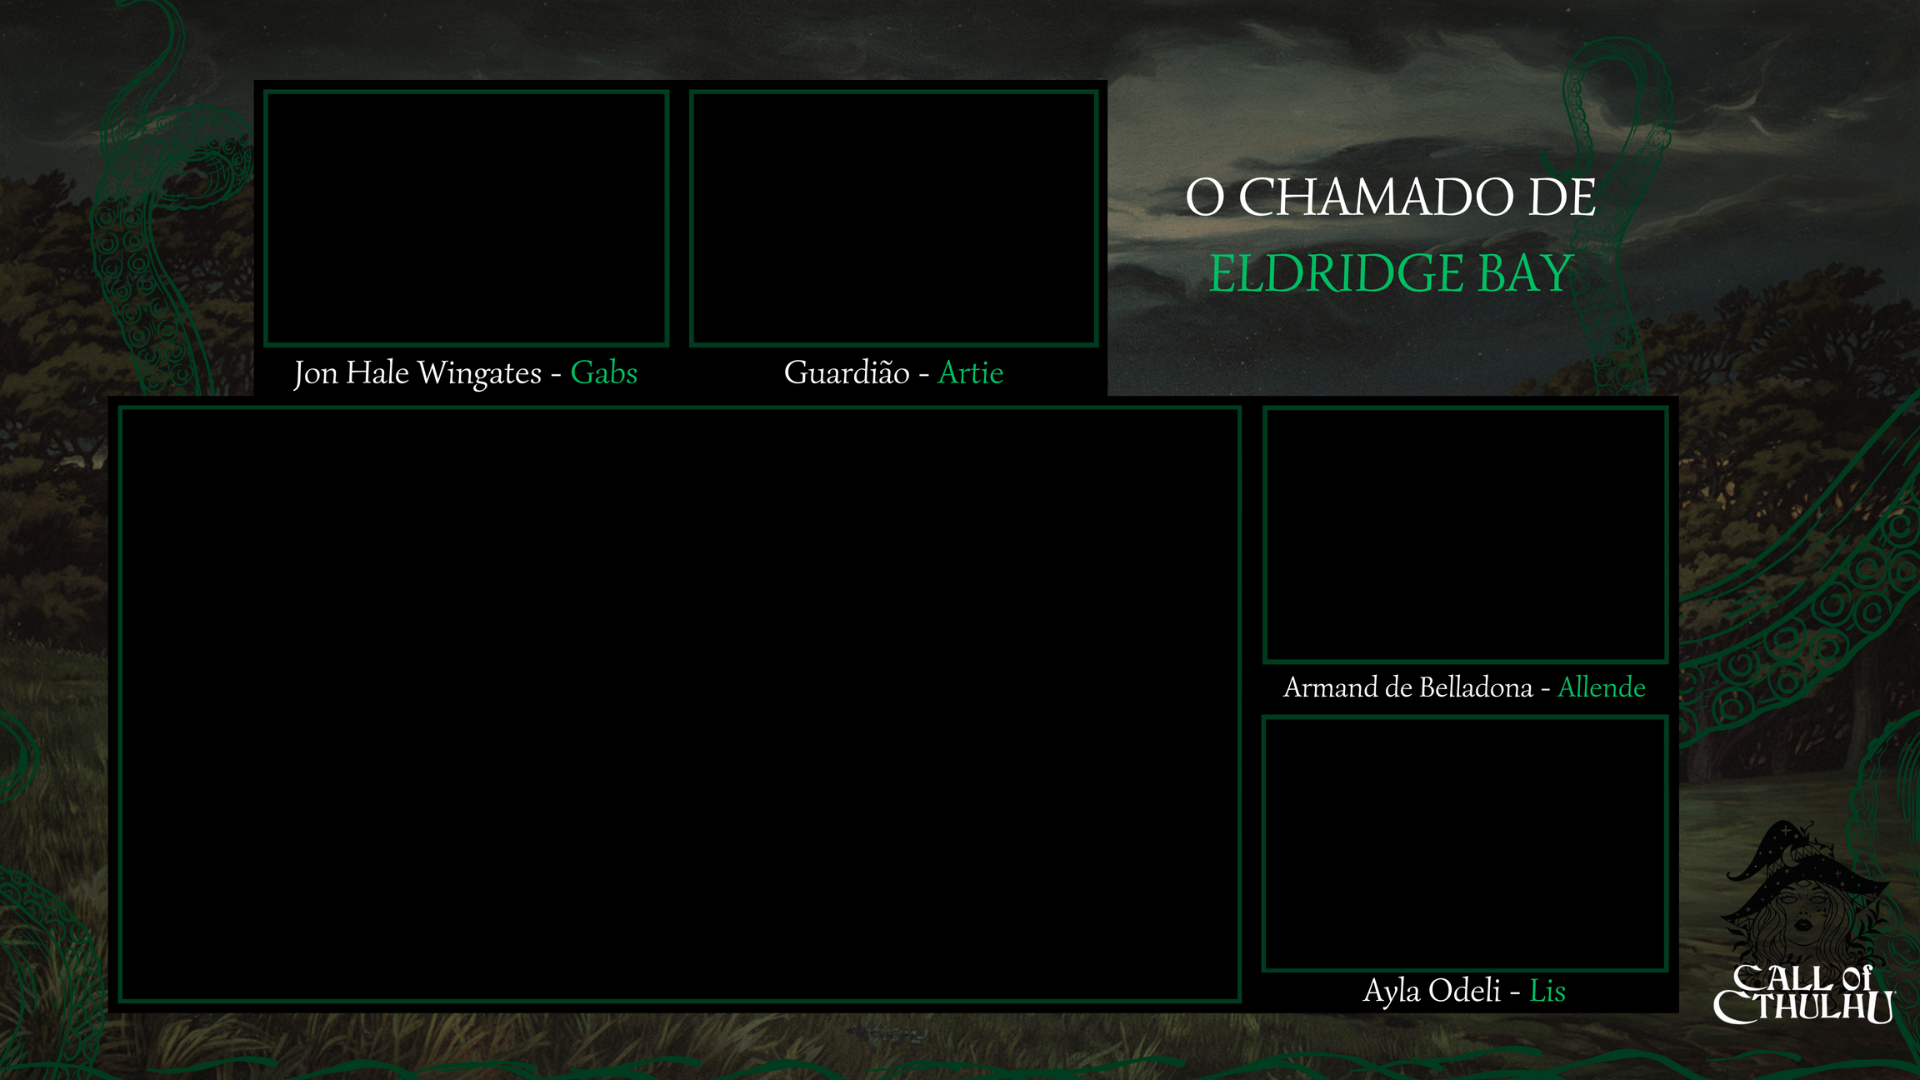 O CHAMADO DE
ELDRIDGE BAY
Jon Hale Wingates - Gabs
Guardião - Artie
Armand de Belladona - Allende
Ayla Odeli - Lis
CALL of
CTHULHU